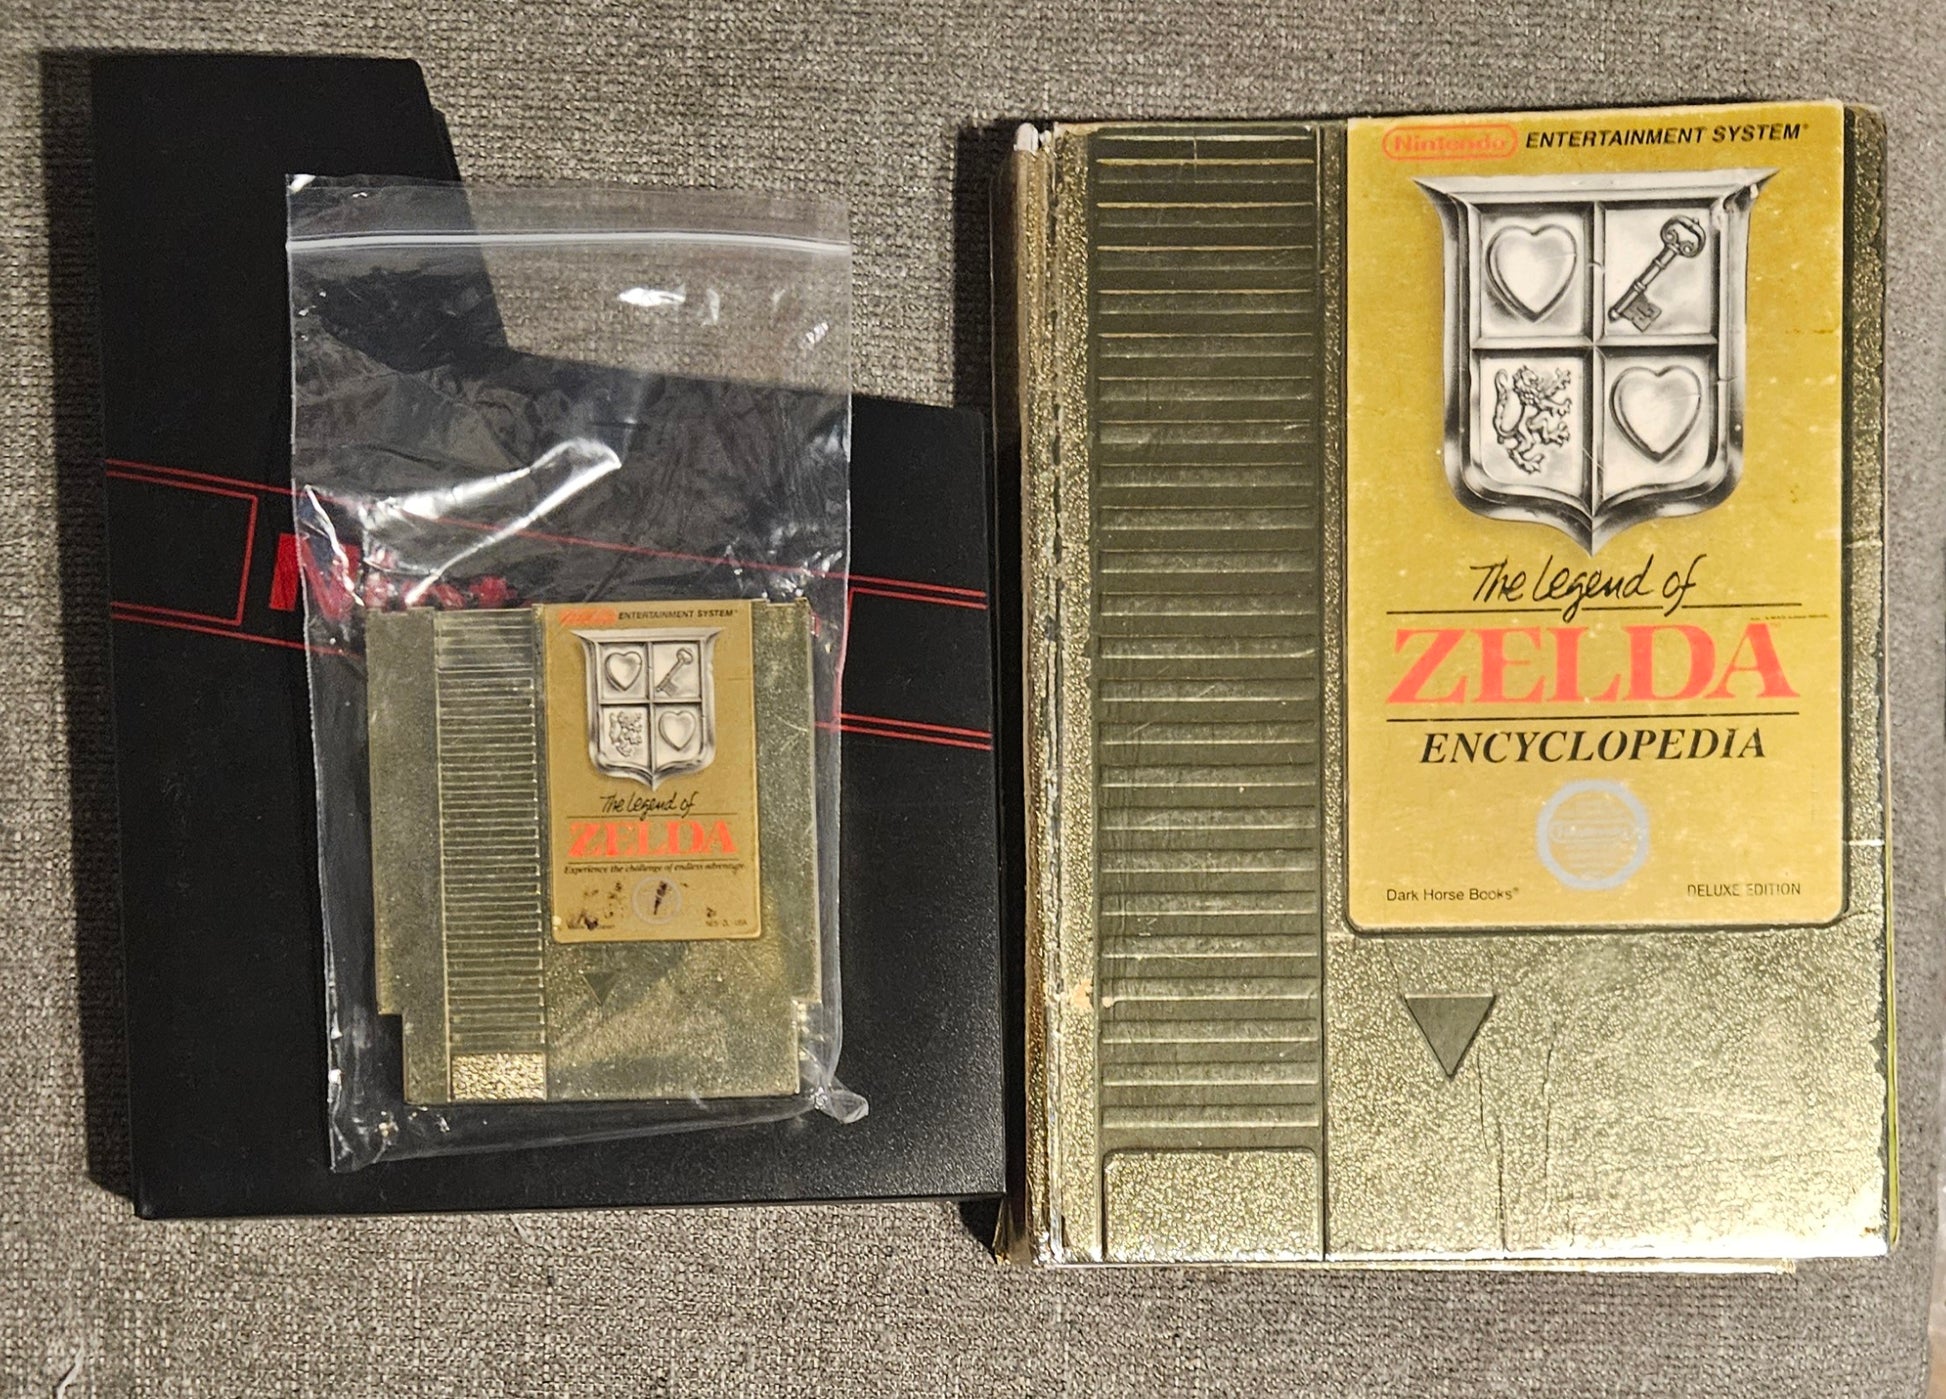 ENTERTAINMENT SYSTEM
The Legend of
ZELDA
Experience the challenge of endless adventure.
Nintendo ENTERTAINMENT SYSTEM
The Legend of
ZELDA
ENCYCLOPEDIA
Nintendo
Dark Horse Books®
DELUXE EDITION